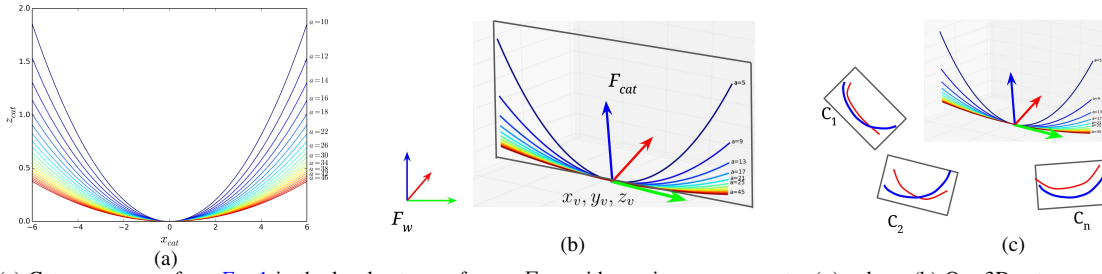 2.0
1.5
1.0
0.5
0.0
z_cat
−6 −4 −2 0 2 4 6
x_cat
a=10
a=12
a=14
a=16
a=18
a=22
a=26
a=30
a=34
a=38
a=46
(a)
F_w
F_cat
x_v, y_v, z_v
a=5
a=9
a=13
a=17
a=25
a=45
(b)
C_1
C_2
C_n
(c)